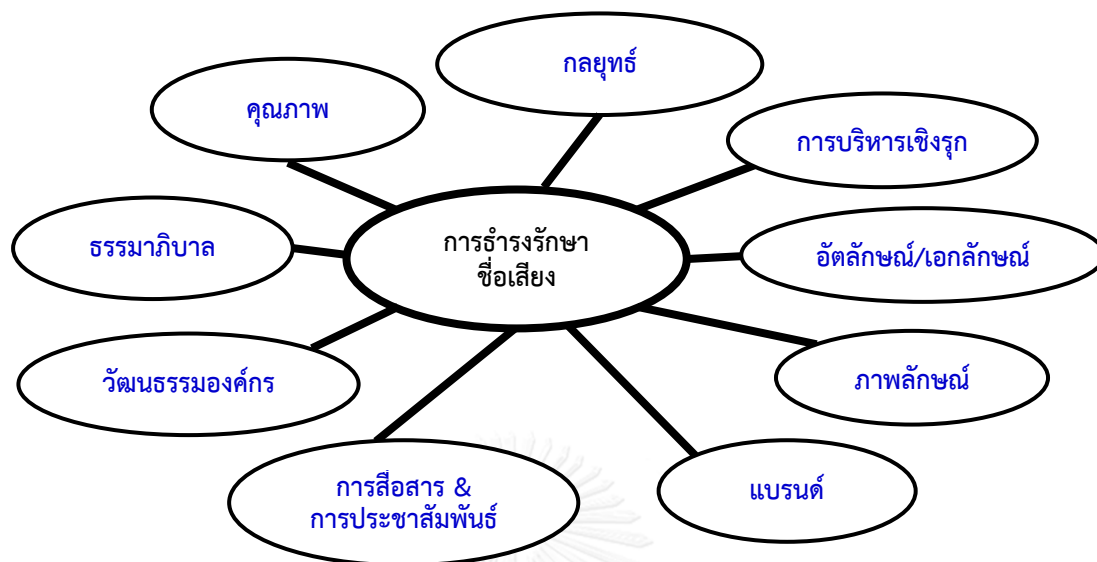 กลยุทธ์
คุณภาพ
การบริหารเชิงรุก
ธรรมาภิบาล
การธำรงรักษา
ชื่อเสียง
อัตลักษณ์/เอกลักษณ์
วัฒนธรรมองค์กร
ภาพลักษณ์
การสื่อสาร &
การประชาสัมพันธ์
แบรนด์